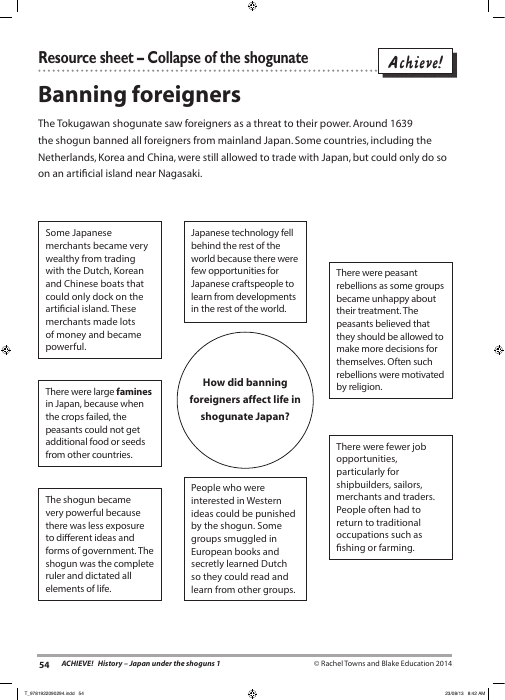 Resource sheet – Collapse of the shogunate
Achieve!
Banning foreigners
The Tokugawan shogunate saw foreigners as a threat to their power. Around 1639
the shogun banned all foreigners from mainland Japan. Some countries, including the
Netherlands, Korea and China, were still allowed to trade with Japan, but could only do so
on an artificial island near Nagasaki.
Some Japanese
merchants became very
wealthy from trading
with the Dutch, Korean
and Chinese boats that
could only dock on the
artificial island. These
merchants made lots
of money and became
powerful.
Japanese technology fell
behind the rest of the
world because there were
few opportunities for
Japanese craftspeople to
learn from developments
in the rest of the world.
There were peasant
rebellions as some groups
became unhappy about
their treatment. The
peasants believed that
they should be allowed to
make more decisions for
themselves. Often such
rebellions were motivated
by religion.
How did banning
foreigners affect life in
shogunate Japan?
There were large famines
in Japan, because when
the crops failed, the
peasants could not get
additional food or seeds
from other countries.
There were fewer job
opportunities,
particularly for
shipbuilders, sailors,
merchants and traders.
People often had to
return to traditional
occupations such as
fishing or farming.
The shogun became
very powerful because
there was less exposure
to different ideas and
forms of government. The
shogun was the complete
ruler and dictated all
elements of life.
People who were
interested in Western
ideas could be punished
by the shogun. Some
groups smuggled in
European books and
secretly learned Dutch
so they could read and
learn from other groups.
54 ACHIEVE! History – Japan under the shoguns 1 © Rachel Towns and Blake Education 2014
54 23/08/13 8:42 AM